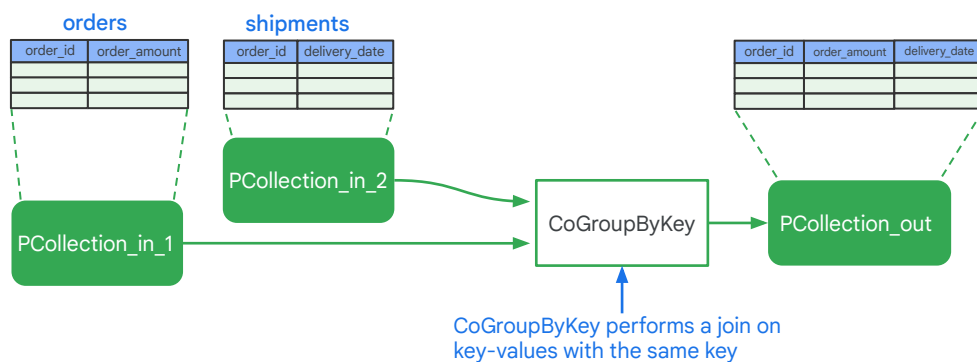 orders
shipments
order_id order_amount
order_id delivery_date
order_id order_amount delivery_date
PCollection_in_2
PCollection_in_1
CoGroupByKey
PCollection_out
CoGroupByKey performs a join on
key-values with the same key